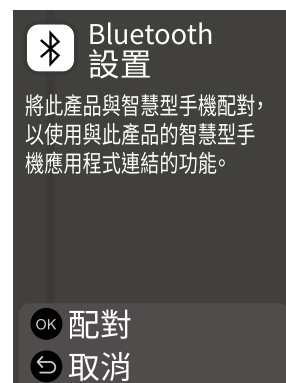 Bluetooth
設置
將此產品與智慧型手機配對，
以使用與此產品的智慧型手
機應用程式連結的功能。
OK 配對
取消